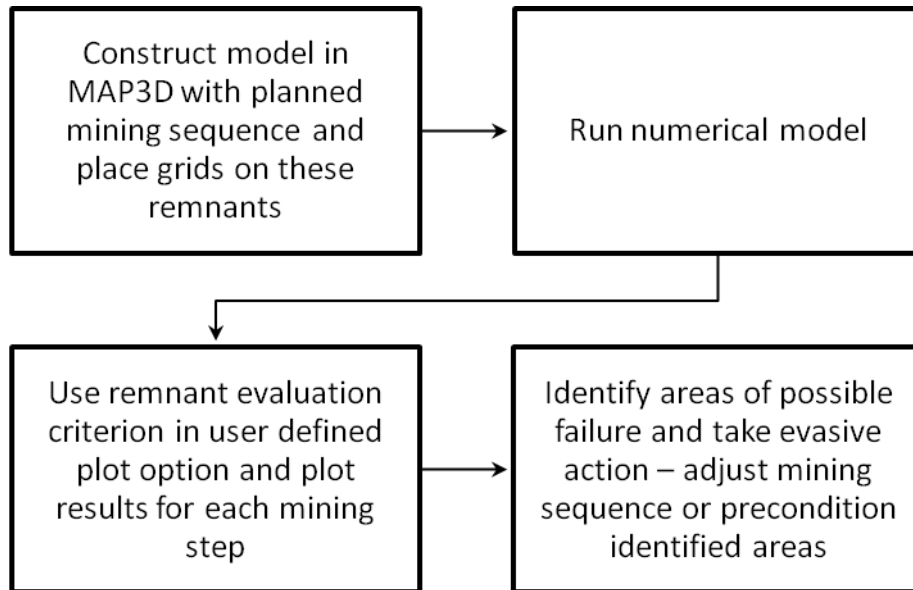 Construct model in
MAP3D with planned
mining sequence and
place grids on these
remnants
Run numerical model
Use remnant evaluation
criterion in user defined
plot option and plot
results for each mining
step
Identify areas of possible
failure and take evasive
action – adjust mining
sequence or precondition
identified areas